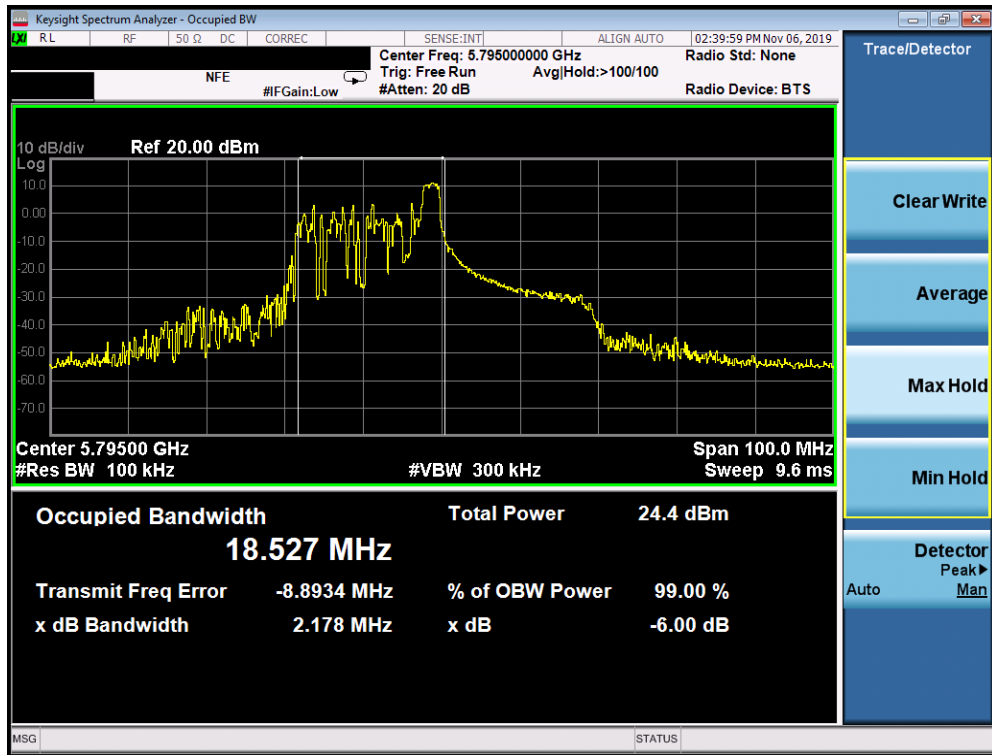 Keysight Spectrum Analyzer - Occupied BW
LXI RL RF 50 Ω DC CORREC SENSE:INT ALIGN AUTO 02:39:59 PM Nov 06, 2019
Center Freq: 5.795000000 GHz Radio Std: None
NFE Trig: Free Run Avg|Hold:>100/100
#IFGain:Low #Atten: 20 dB Radio Device: BTS
10 dB/div Ref 20.00 dBm
Log
10.0
0.00
-10.0
-20.0
-30.0
-40.0
-50.0
-60.0
-70.0
Center 5.79500 GHz Span 100.0 MHz
#Res BW 100 kHz #VBW 300 kHz Sweep 9.6 ms
Occupied Bandwidth Total Power 24.4 dBm
18.527 MHz
Transmit Freq Error -8.8934 MHz % of OBW Power 99.00 %
x dB Bandwidth 2.178 MHz x dB -6.00 dB
MSG STATUS
Trace/Detector
Clear Write
Average
Max Hold
Min Hold
Detector
Peak▶
Auto Man